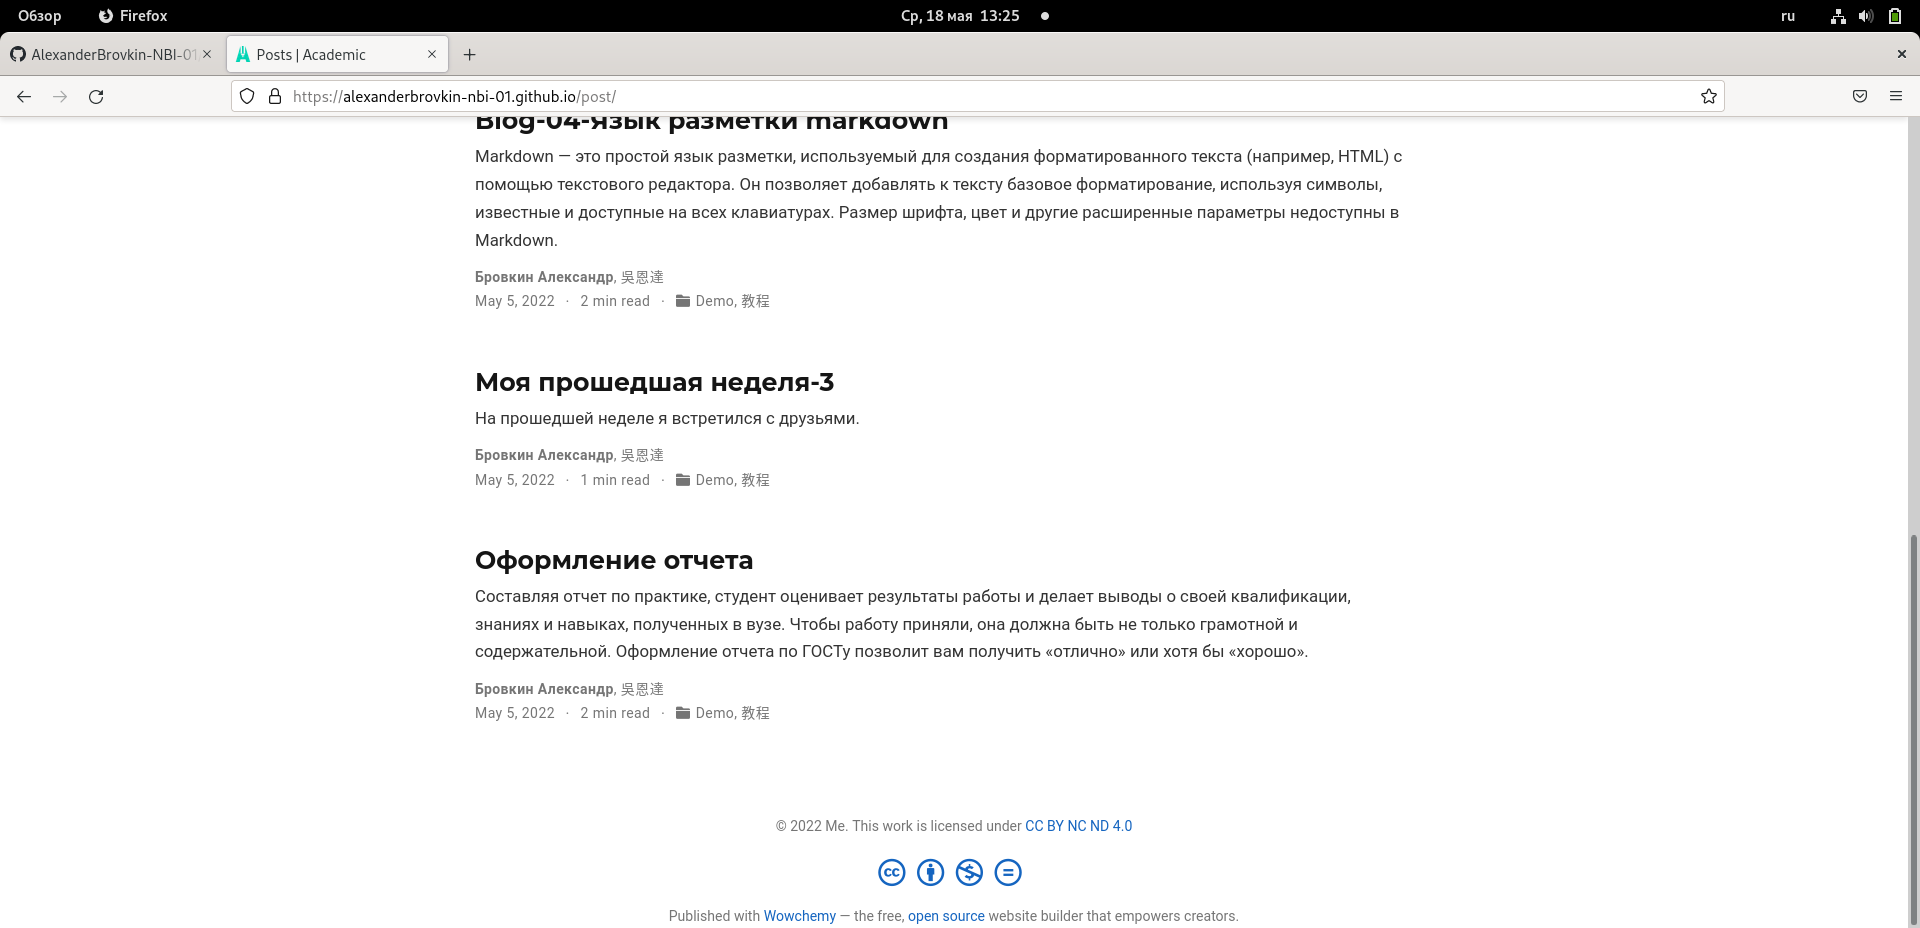 Обзор Firefox Ср, 18 мая 13:25 ru
AlexanderBrovkin-NBI-01 Posts | Academic
https://alexanderbrovkin-nbi-01.github.io/post/
Blog-04-Язык разметки markdown
Markdown — это простой язык разметки, используемый для создания форматированного текста (например, HTML) с
помощью текстового редактора. Он позволяет добавлять к тексту базовое форматирование, используя символы,
известные и доступные на всех клавиатурах. Размер шрифта, цвет и другие расширенные параметры недоступны в
Markdown.
Бровкин Александр, 吳恩達
May 5, 2022 · 2 min read · Demo, 教程
Моя прошедшая неделя-3
На прошедшей неделе я встретился с друзьями.
Бровкин Александр, 吳恩達
May 5, 2022 · 1 min read · Demo, 教程
Оформление отчета
Составляя отчет по практике, студент оценивает результаты работы и делает выводы о своей квалификации,
знаниях и навыках, полученных в вузе. Чтобы работу приняли, она должна быть не только грамотной и
содержательной. Оформление отчета по ГОСТу позволит вам получить «отлично» или хотя бы «хорошо».
Бровкин Александр, 吳恩達
May 5, 2022 · 2 min read · Demo, 教程
© 2022 Me. This work is licensed under CC BY NC ND 4.0
Published with Wowchemy — the free, open source website builder that empowers creators.